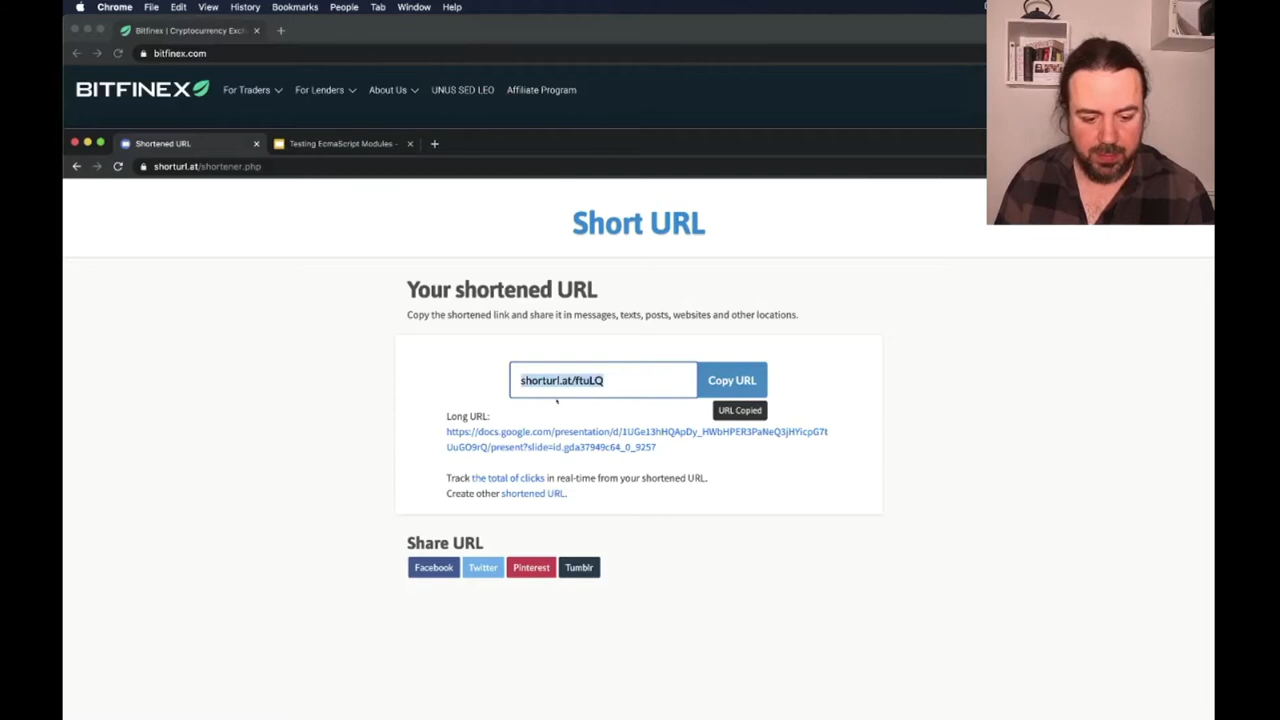 Chrome File Edit View History Bookmarks People Tab Window Help
Bitfinex | Cryptocurrency Exch
bitfinex.com
BITFINEX For Traders For Lenders About Us UNUS SED LEO Affiliate Program
Shortened URL Testing EcmaScript Modules -
shorturl.at/shortener.php
Short URL
Your shortened URL
Copy the shortened link and share it in messages, texts, posts, websites and other locations.
shorturl.at/ftuLQ Copy URL
URL Copied
Long URL:
https://docs.google.com/presentation/d/1UGe13hHQApDy_HWbHPER3PaNeQ3jHYicpG7t
UuGO9rQ/present?slide=id.gda37949c64_0_9257
Track the total of clicks in real-time from your shortened URL.
Create other shortened URL.
Share URL
Facebook Twitter Pinterest Tumblr